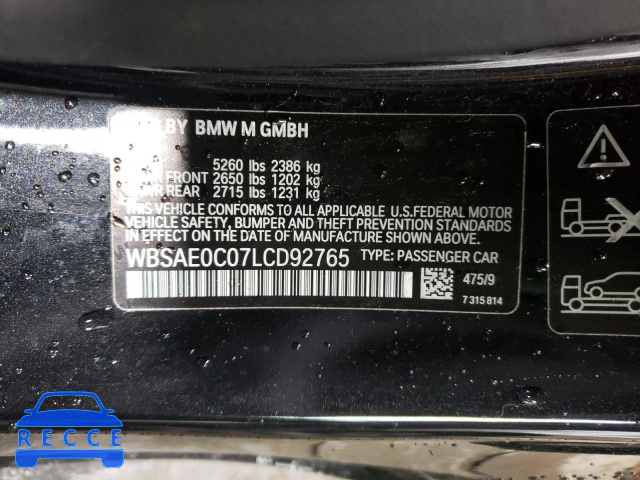 BY BMW M GMBH
5260 lbs 2386 kg
FRONT 2650 lbs 1202 kg
REAR 2715 lbs 1231 kg
THIS VEHICLE CONFORMS TO ALL APPLICABLE U.S.FEDERAL MOTOR
VEHICLE SAFETY, BUMPER, AND THEFT PREVENTION
STANDARDS IN EFFECT ON THE DATE OF MANUFACTURE SHOWN ABOVE.
WBSAE0C07LCD92765 TYPE: PASSENGER CAR
475/9
7 315 814
RECCE